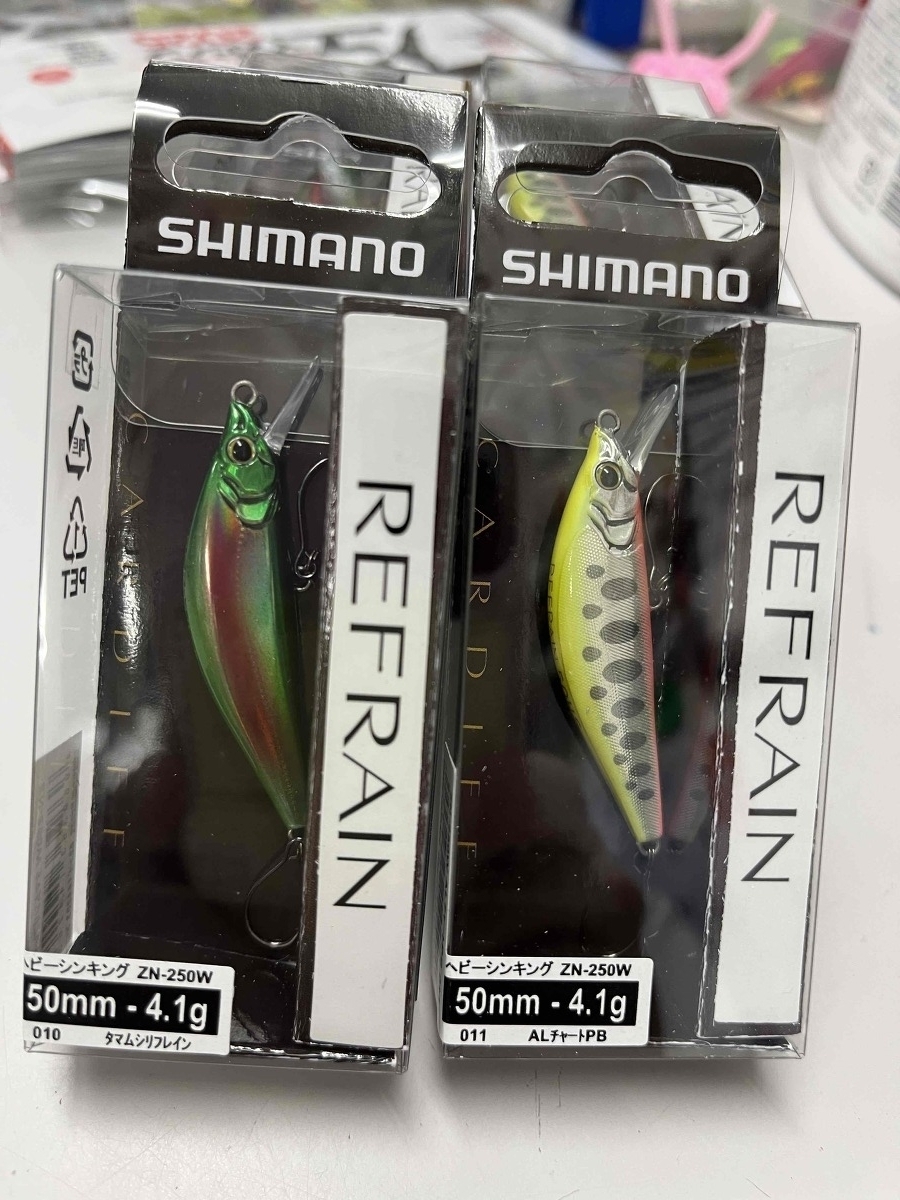 SHIMANO
CARDIFF
REFRAIN
PET
ヘビーシンキング ZN-250W
50mm - 4.1g
010 タマムシリフレイン
SHIMANO
CARDIFF
REFRAIN
ヘビーシンキング ZN-250W
50mm - 4.1g
011 ALチャートPB